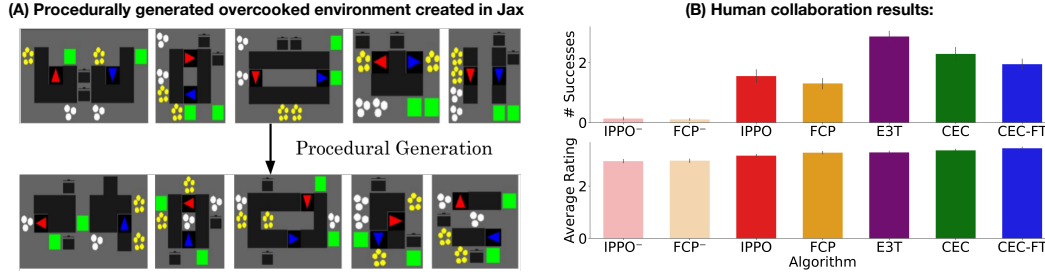 (A) Procedurally generated overcooked environment created in Jax
Procedural Generation
(B) Human collaboration results:
# Successes
2
0
IPPO⁻ FCP⁻ IPPO FCP E3T CEC CEC-FT
Average Rating
2
0
IPPO⁻ FCP⁻ IPPO FCP E3T CEC CEC-FT
Algorithm